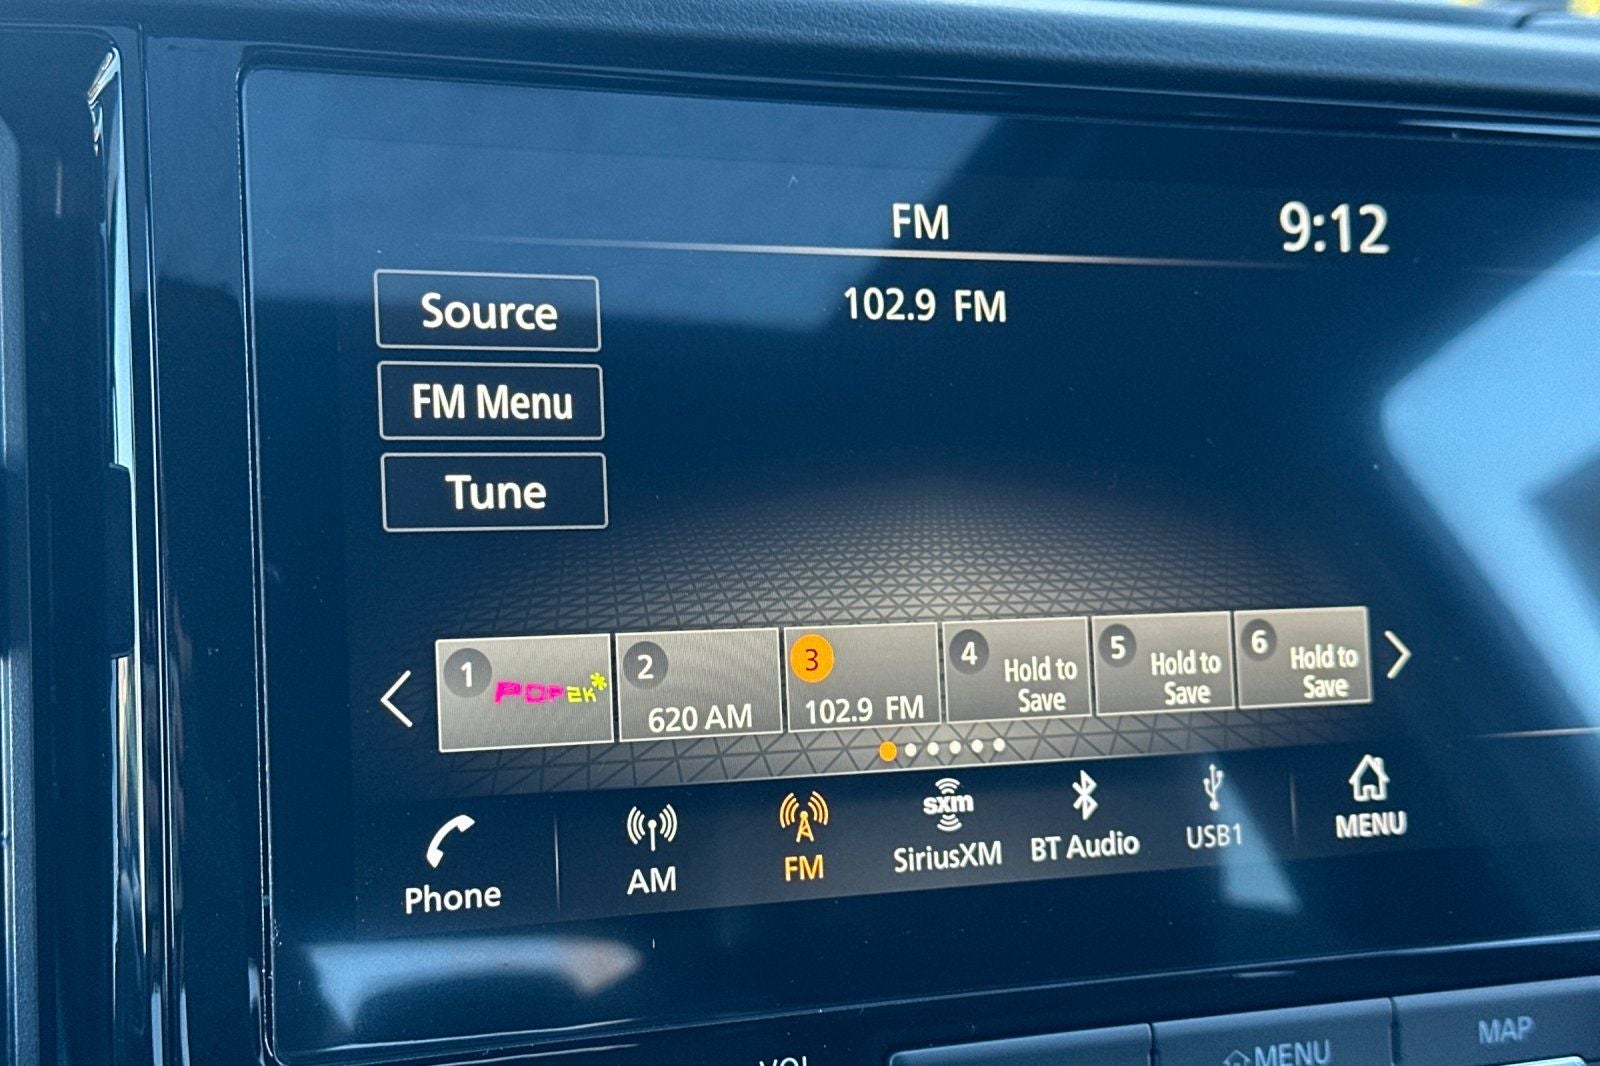 FM
9:12
Source
102.9 FM
FM Menu
Tune
1
POP2K*
2
620 AM
3
102.9 FM
4
Hold to
Save
5
Hold to
Save
6
Hold to
Save
Phone
AM
FM
sxm
SiriusXM
BT Audio
USB1
MENU
VOL
MENU
MAP